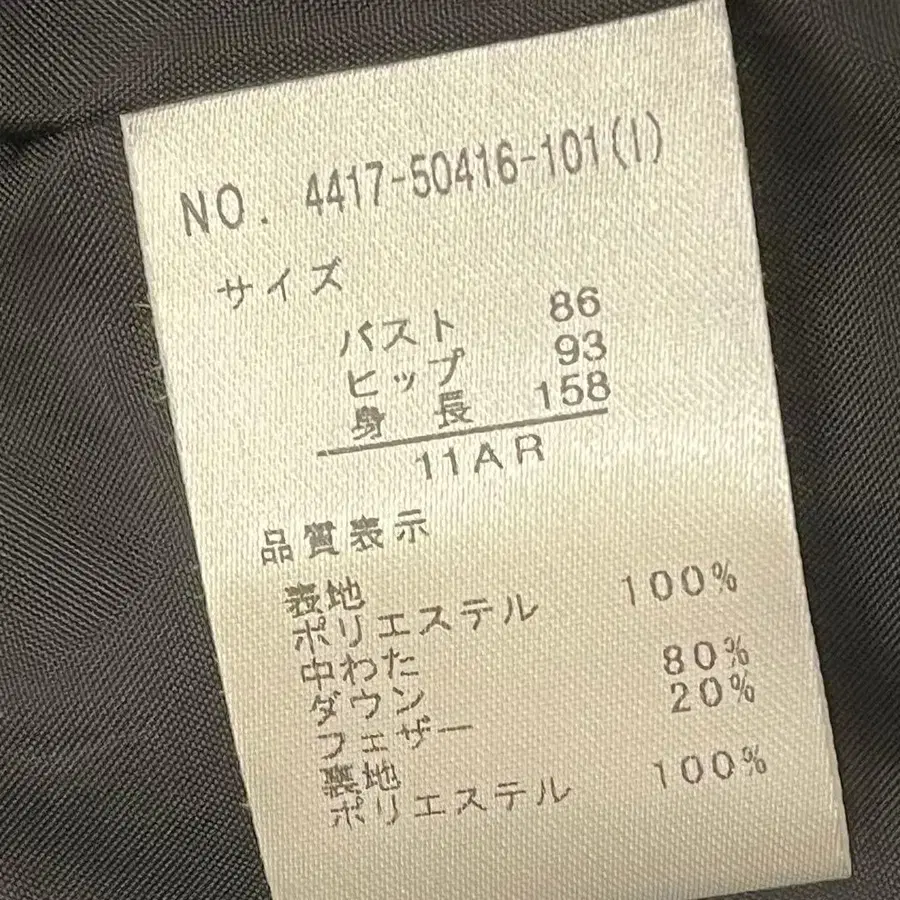 NO. 4417-50416-101(I)
サイズ
バスト 86
ヒップ 93
身 長 158
11AR
品質表示
表地
ポリエステル 100%
中わた
ダウン 80%
フェザー 20%
裏地
ポリエステル 100%